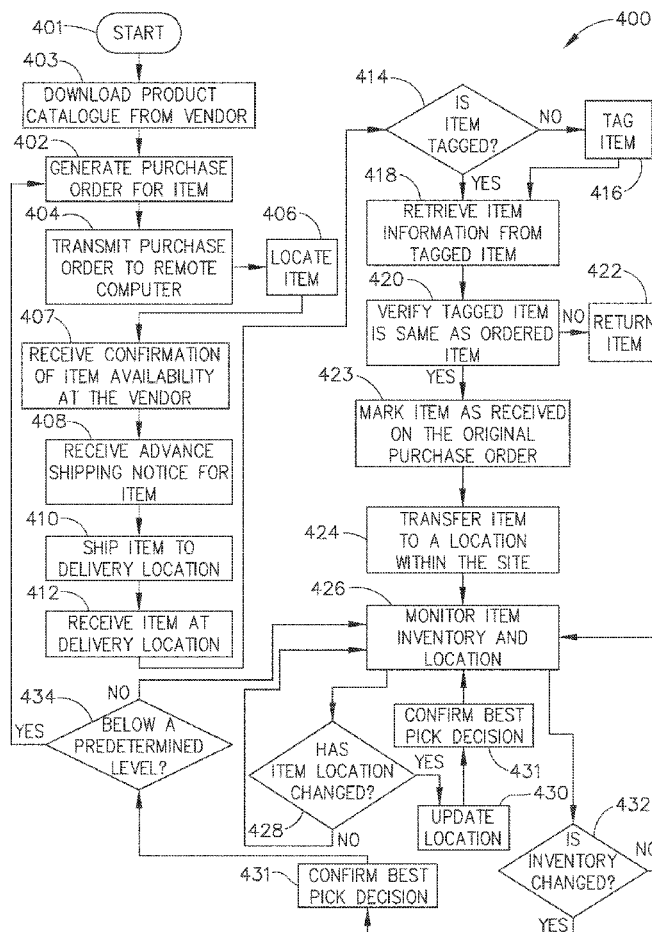 400
401
START
403
DOWNLOAD PRODUCT
CATALOGUE FROM VENDOR
402
GENERATE PURCHASE
ORDER FOR ITEM
404
TRANSMIT PURCHASE
ORDER TO REMOTE
COMPUTER
406
LOCATE
ITEM
407
RECEIVE CONFIRMATION
OF ITEM AVAILABILITY
AT THE VENDOR
408
RECEIVE ADVANCE
SHIPPING NOTICE FOR
ITEM
410
SHIP ITEM TO
DELIVERY LOCATION
412
RECEIVE ITEM AT
DELIVERY LOCATION
414
IS
ITEM
TAGGED?
NO
TAG
ITEM
416
YES
418
RETRIEVE ITEM
INFORMATION FROM
TAGGED ITEM
420
VERIFY TAGGED ITEM
IS SAME AS ORDERED
ITEM
NO
422
RETURN
ITEM
YES
423
MARK ITEM AS RECEIVED
ON THE ORIGINAL
PURCHASE ORDER
424
TRANSFER ITEM
TO A LOCATION
WITHIN THE SITE
426
MONITOR ITEM
INVENTORY AND
LOCATION
434
NO
YES
BELOW A
PREDETERMINED
LEVEL?
HAS
ITEM LOCATION
CHANGED?
428
YES
NO
CONFIRM BEST
PICK DECISION
431
430
UPDATE
LOCATION
432
IS
INVENTORY
CHANGED?
NO
YES
431
CONFIRM BEST
PICK DECISION